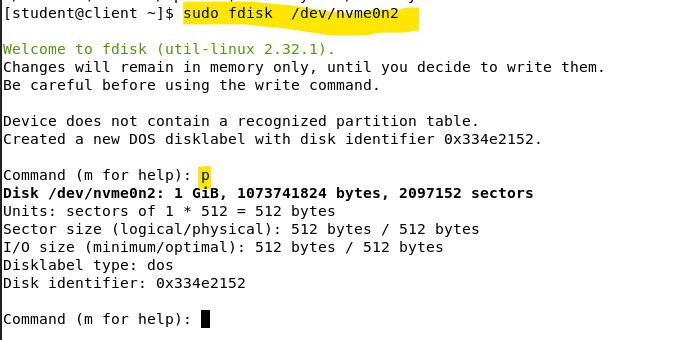 [student@client ~]$ sudo fdisk  /dev/nvme0n2
Welcome to fdisk (util-linux 2.32.1).
Changes will remain in memory only, until you decide to write them.
Be careful before using the write command.
Device does not contain a recognized partition table.
Created a new DOS disklabel with disk identifier 0x334e2152.
Command (m for help): p
Disk /dev/nvme0n2: 1 GiB, 1073741824 bytes, 2097152 sectors
Units: sectors of 1 * 512 = 512 bytes
Sector size (logical/physical): 512 bytes / 512 bytes
I/O size (minimum/optimal): 512 bytes / 512 bytes
Disklabel type: dos
Disk identifier: 0x334e2152
Command (m for help):